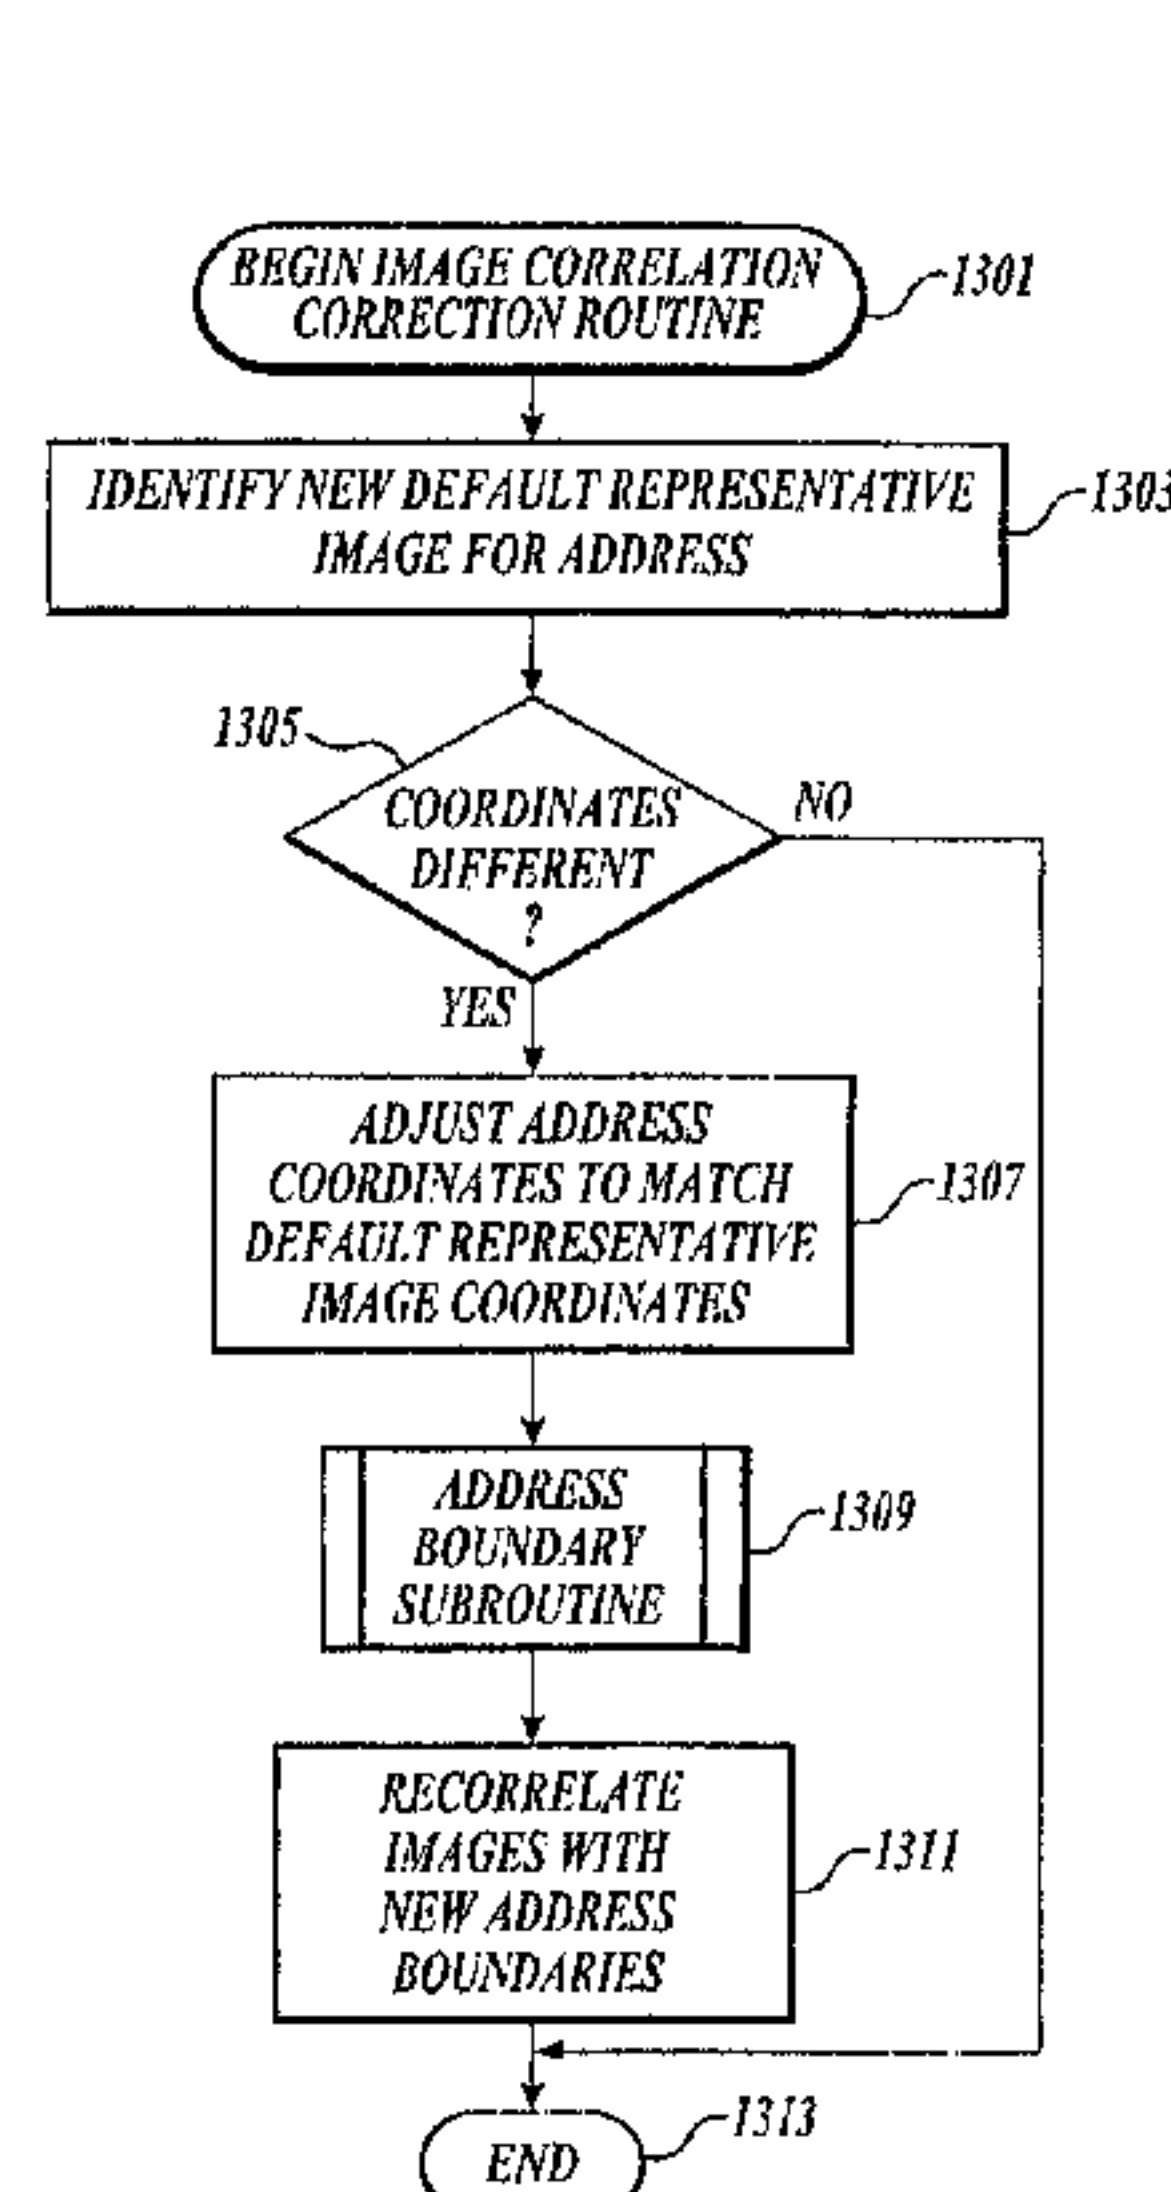 BEGIN IMAGE CORRELATION
CORRECTION ROUTINE
1301
IDENTIFY NEW DEFAULT REPRESENTATIVE
IMAGE FOR ADDRESS
1303
1305
COORDINATES
DIFFERENT
?
NO
YES
ADJUST ADDRESS
COORDINATES TO MATCH
DEFAULT REPRESENTATIVE
IMAGE COORDINATES
1307
ADDRESS
BOUNDARY
SUBROUTINE
1309
RECORRELATE
IMAGES WITH
NEW ADDRESS
BOUNDARIES
1311
END
1313